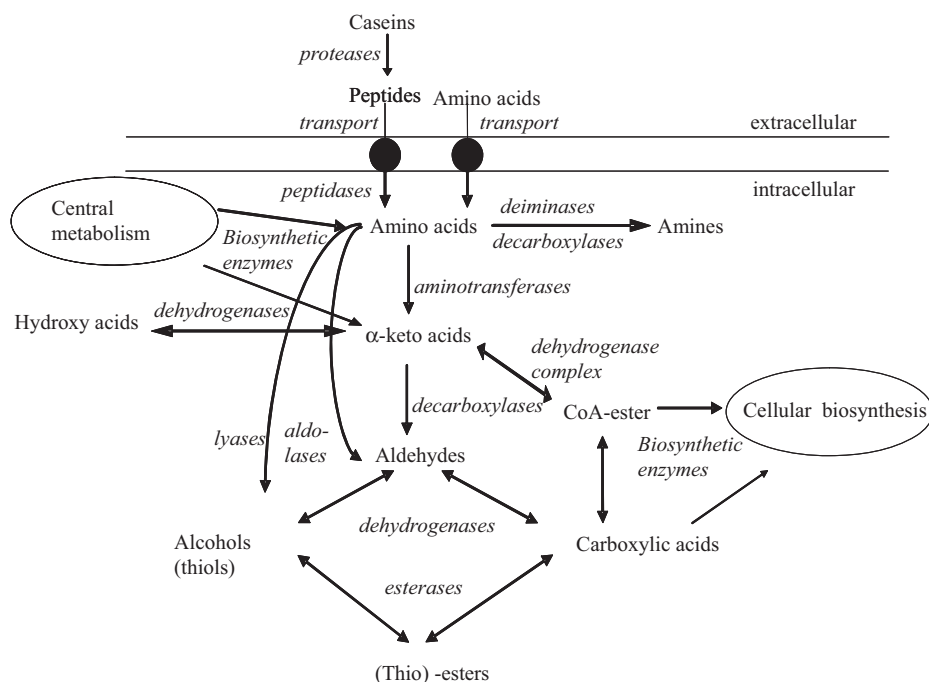 Caseins
proteases
Peptides
Amino acids
transport
transport
extracellular
intracellular
peptidases
Central
metabolism
Amino acids
deiminases
decarboxylases
Amines
Biosynthetic
enzymes
aminotransferases
Hydroxy acids
dehydrogenases
α-keto acids
dehydrogenase
complex
decarboxylases
CoA-ester
Cellular biosynthesis
lyases
aldo-
lases
Aldehydes
Biosynthetic
enzymes
dehydrogenases
Alcohols
(thiols)
Carboxylic acids
esterases
(Thio) -esters